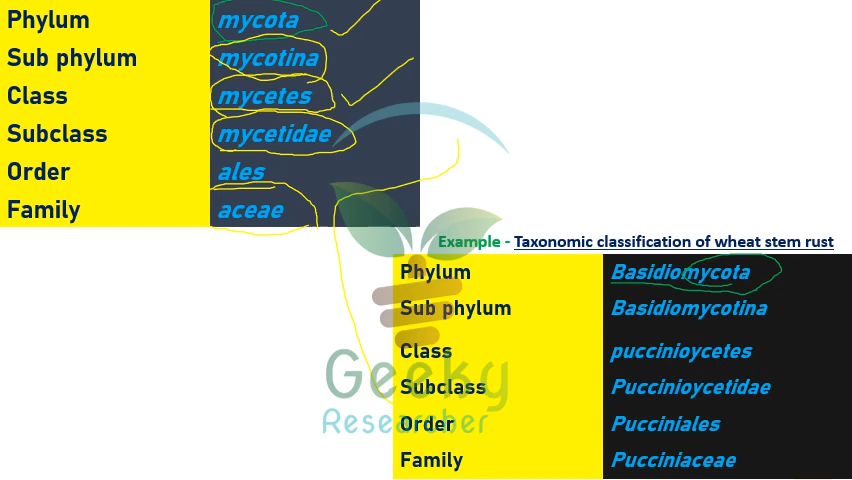 Phylum mycota
Sub phylum mycotina
Class mycetes
Subclass mycetidae
Order ales
Family aceae
Example - Taxonomic classification of wheat stem rust
Phylum Basidiomycota
Sub phylum Basidiomycotina
Class puccinioycetes
Subclass Puccinioycetidae
Order Pucciniales
Family Pucciniaceae
Geeky
Researcher